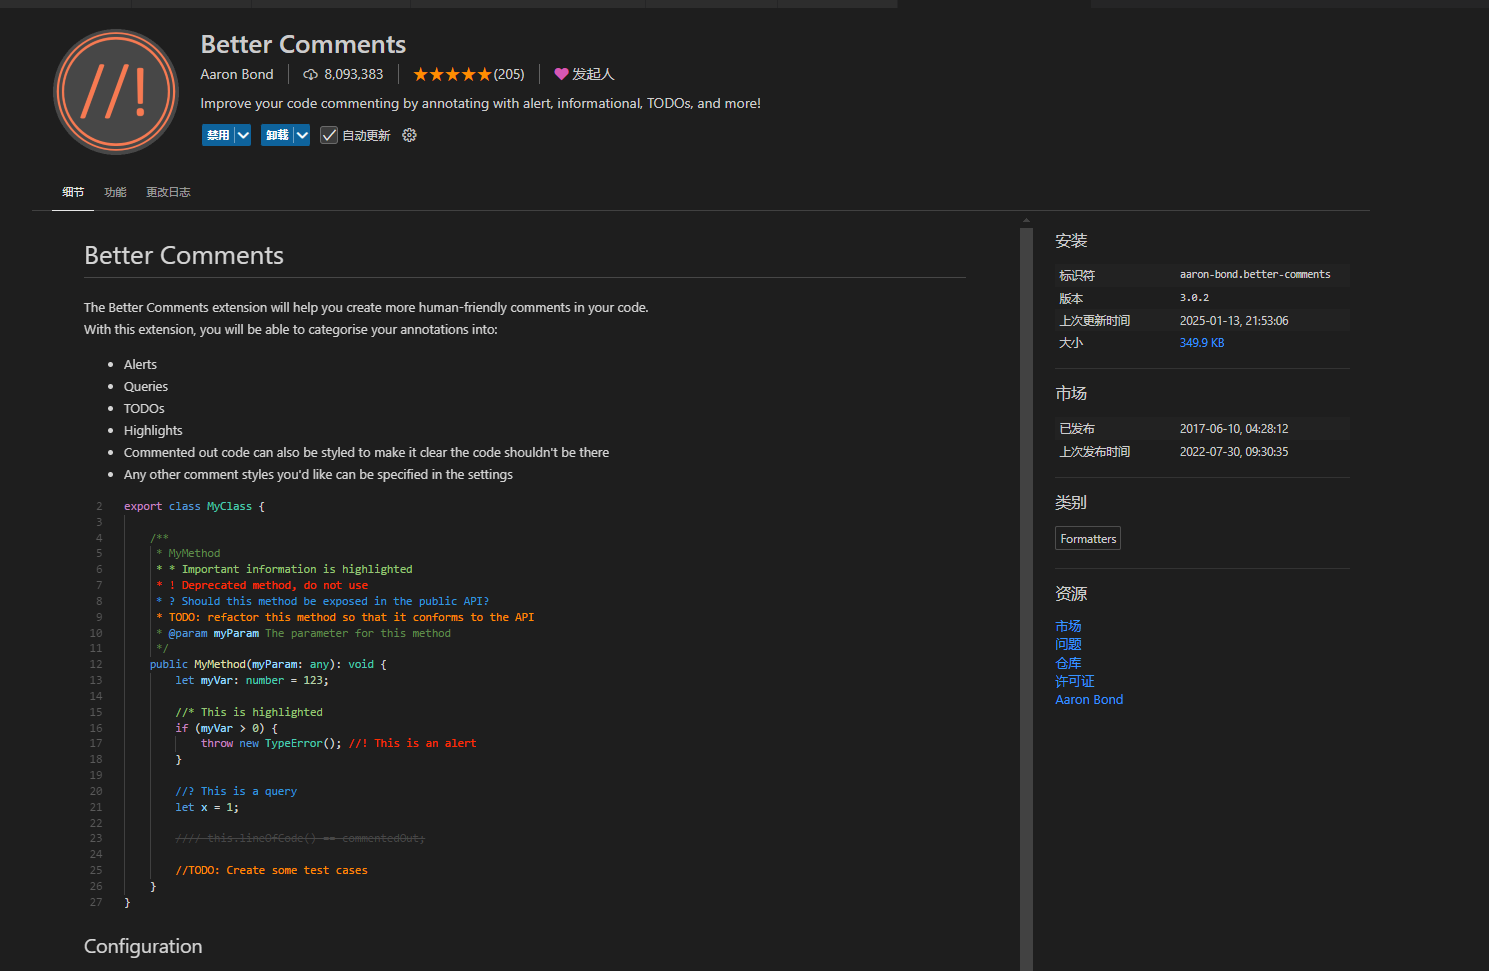 //!
Better Comments
Aaron Bond
8,093,383
★★★★★(205)
发起人
Improve your code commenting by annotating with alert, informational, TODOs, and more!
禁用
卸载
自动更新
细节
功能
更改日志
Better Comments
The Better Comments extension will help you create more human-friendly comments in your code.
With this extension, you will be able to categorise your annotations into:
• Alerts
• Queries
• TODOs
• Highlights
• Commented out code can also be styled to make it clear the code shouldn't be there
• Any other comment styles you'd like can be specified in the settings
2 export class MyClass {
3
4 /**
5 * MyMethod
6 * * Important information is highlighted
7 * ! Deprecated method, do not use
8 * ? Should this method be exposed in the public API?
9 * TODO: refactor this method so that it conforms to the API
10 * @param myParam The parameter for this method
11 */
12 public MyMethod(myParam: any): void {
13 let myVar: number = 123;
14
15 //* This is highlighted
16 if (myVar > 0) {
17 throw new TypeError(); //! This is an alert
18 }
19
20 //? This is a query
21 let x = 1;
22
23 //// this.lineOfCode() == commentedOut;
24
25 //TODO: Create some test cases
26 }
27 }
Configuration
安装
标识符 aaron-bond.better-comments
版本 3.0.2
上次更新时间 2025-01-13, 21:53:06
大小 349.9 KB
市场
已发布 2017-06-10, 04:28:12
上次发布时间 2022-07-30, 09:30:35
类别
Formatters
资源
市场
问题
仓库
许可证
Aaron Bond